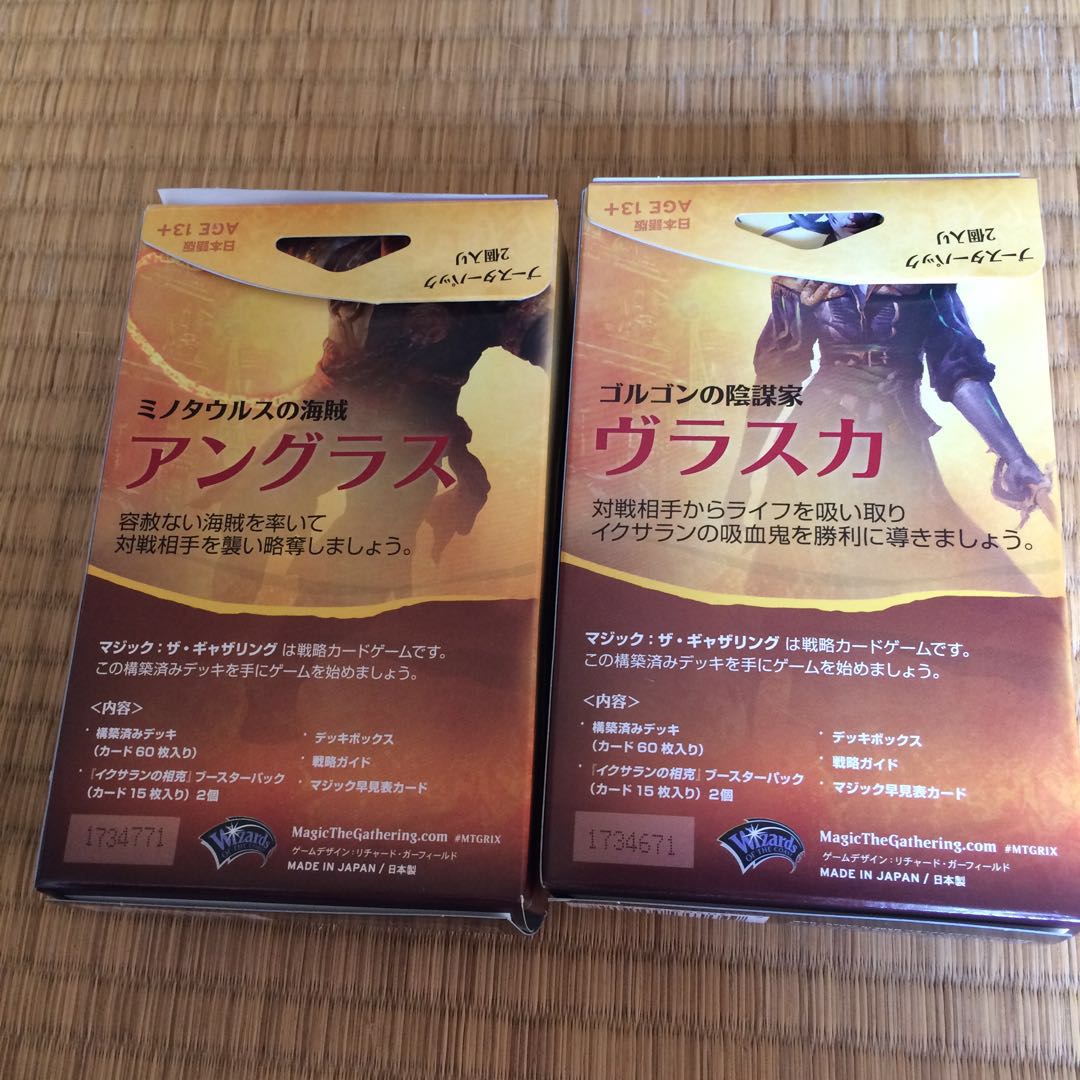 日本語版
AGE 13+
ブースターパック
2個入り
ミノタウルスの海賊
アングラス
容赦ない海賊を率いて
対戦相手を襲い略奪しましょう。
マジック：ザ・ギャザリング は戦略カードゲームです。
この構築済みデッキを手にゲームを始めましょう。
＜内容＞
・構築済みデッキ
（カード60枚入り）
・『イクサランの相克』ブースターパック
（カード15枚入り）2個
・デッキボックス
・戦略ガイド
・マジック早見表カード
1734771
Wizards
OF THE COAST
MagicTheGathering.com #MTGRIX
ゲームデザイン：リチャード・ガーフィールド
MADE IN JAPAN / 日本製
日本語版
AGE 13+
ブースターパック
2個入り
ゴルゴンの陰謀家
ヴラスカ
対戦相手からライフを吸い取り
イクサランの吸血鬼を勝利に導きましょう。
マジック：ザ・ギャザリング は戦略カードゲームです。
この構築済みデッキを手にゲームを始めましょう。
＜内容＞
・構築済みデッキ
（カード60枚入り）
・『イクサランの相克』ブースターパック
（カード15枚入り）2個
・デッキボックス
・戦略ガイド
・マジック早見表カード
1734671
Wizards
OF THE COAST
MagicTheGathering.com #MTGRIX
ゲームデザイン：リチャード・ガーフィールド
MADE IN JAPAN / 日本製